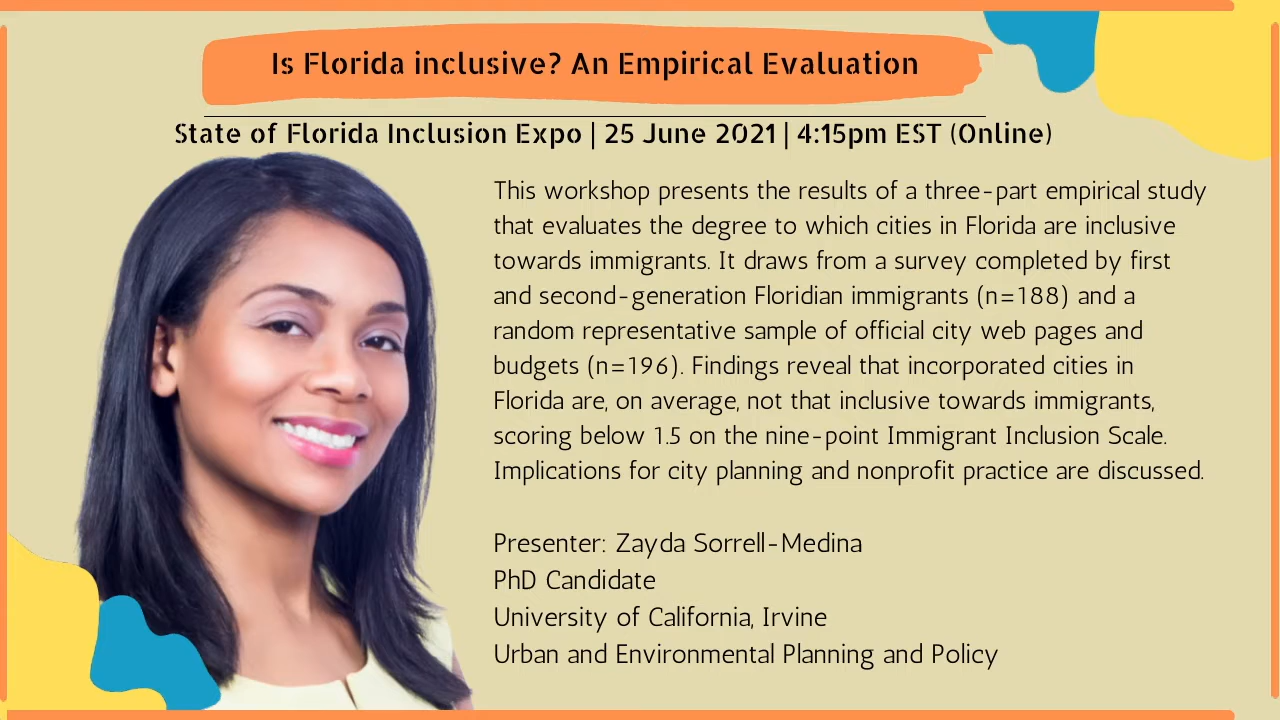 Is Florida inclusive? An Empirical Evaluation
State of Florida Inclusion Expo | 25 June 2021 | 4:15pm EST (Online)
This workshop presents the results of a three-part empirical study
that evaluates the degree to which cities in Florida are inclusive
towards immigrants. It draws from a survey completed by first
and second-generation Floridian immigrants (n=188) and a
random representative sample of official city web pages and
budgets (n=196). Findings reveal that incorporated cities in
Florida are, on average, not that inclusive towards immigrants,
scoring below 1.5 on the nine-point Immigrant Inclusion Scale.
Implications for city planning and nonprofit practice are discussed.
Presenter: Zayda Sorrell-Medina
PhD Candidate
University of California, Irvine
Urban and Environmental Planning and Policy